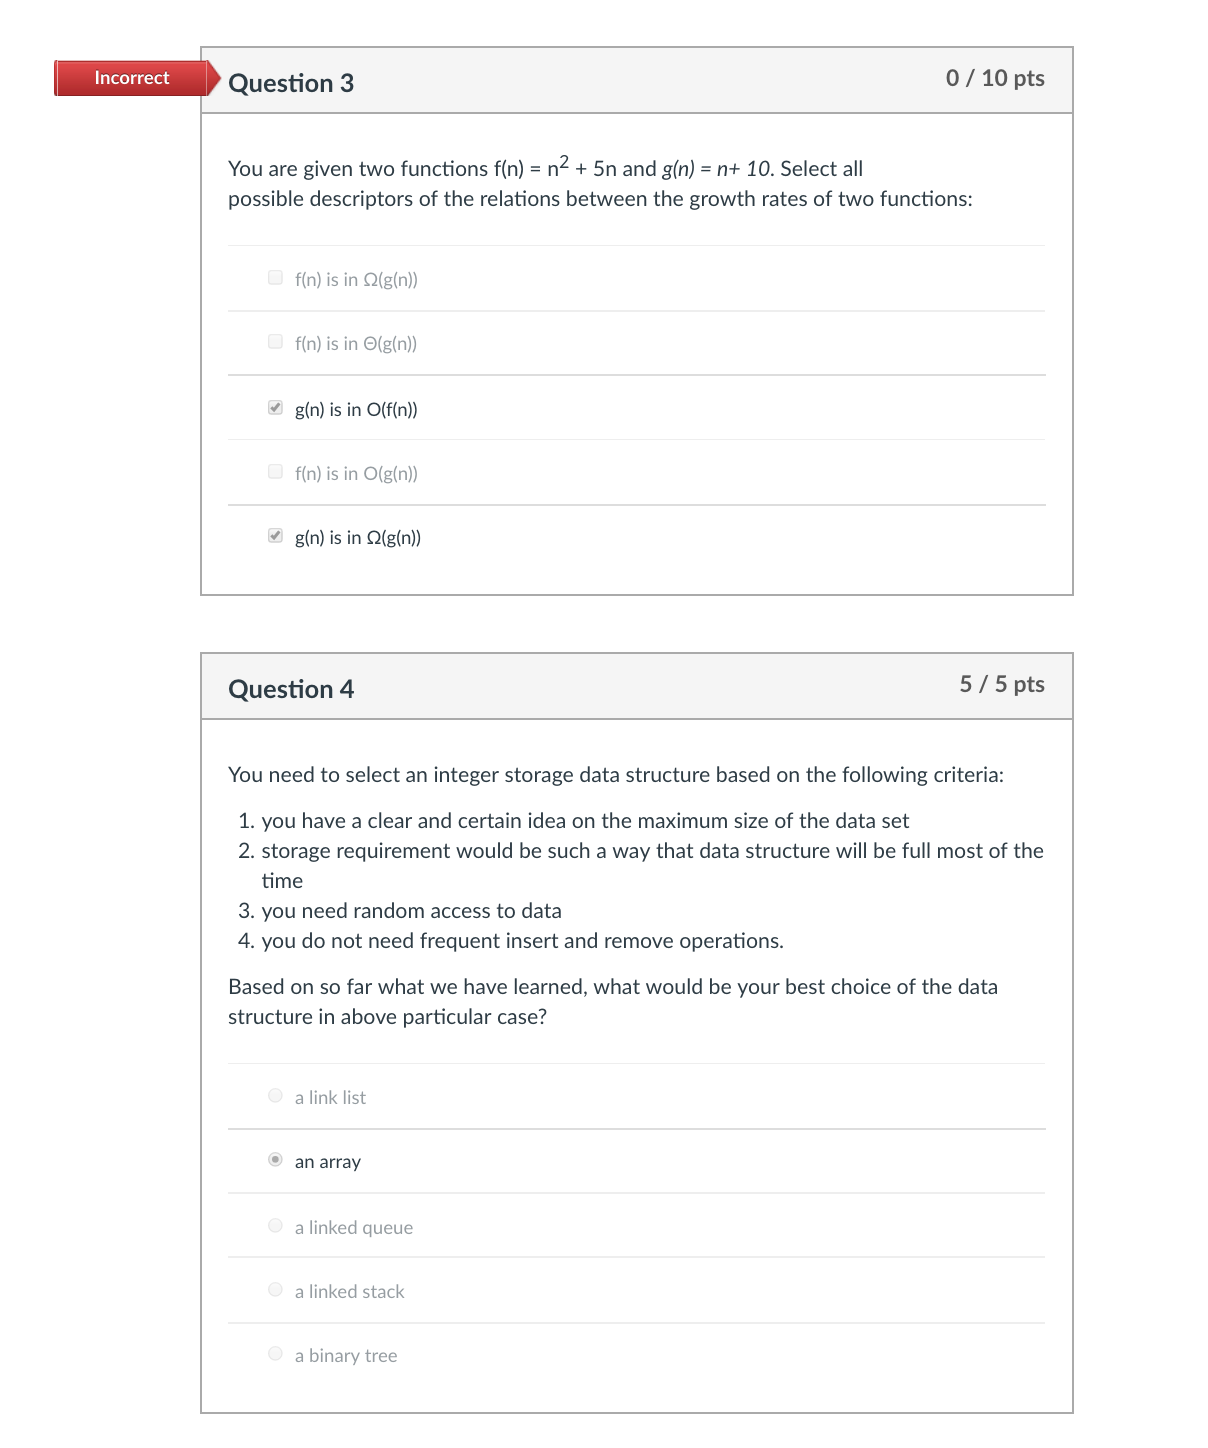 Incorrect
Question 3
0 / 10 pts
You are given two functions f(n) = n² + 5n and g(n) = n+ 10. Select all
possible descriptors of the relations between the growth rates of two functions:
f(n) is in Ω(g(n))
f(n) is in Θ(g(n))
g(n) is in O(f(n))
f(n) is in O(g(n))
g(n) is in Ω(g(n))
Question 4
5 / 5 pts
You need to select an integer storage data structure based on the following criteria:
1. you have a clear and certain idea on the maximum size of the data set
2. storage requirement would be such a way that data structure will be full most of the
time
3. you need random access to data
4. you do not need frequent insert and remove operations.
Based on so far what we have learned, what would be your best choice of the data
structure in above particular case?
a link list
an array
a linked queue
a linked stack
a binary tree